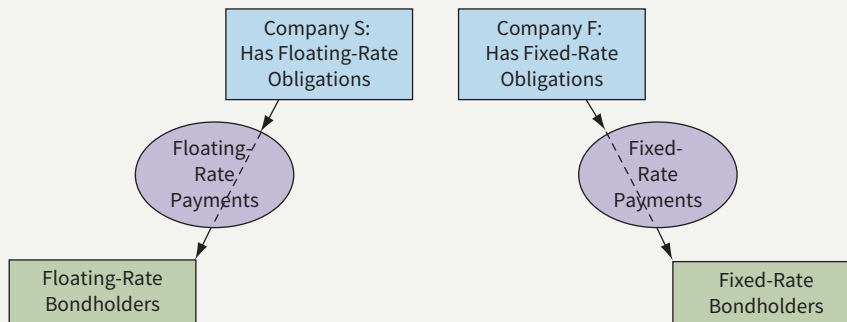 Company S:
Has Floating-Rate
Obligations
Company F:
Has Fixed-Rate
Obligations
Floating-
Rate
Payments
Fixed-
Rate
Payments
Floating-Rate
Bondholders
Fixed-Rate
Bondholders